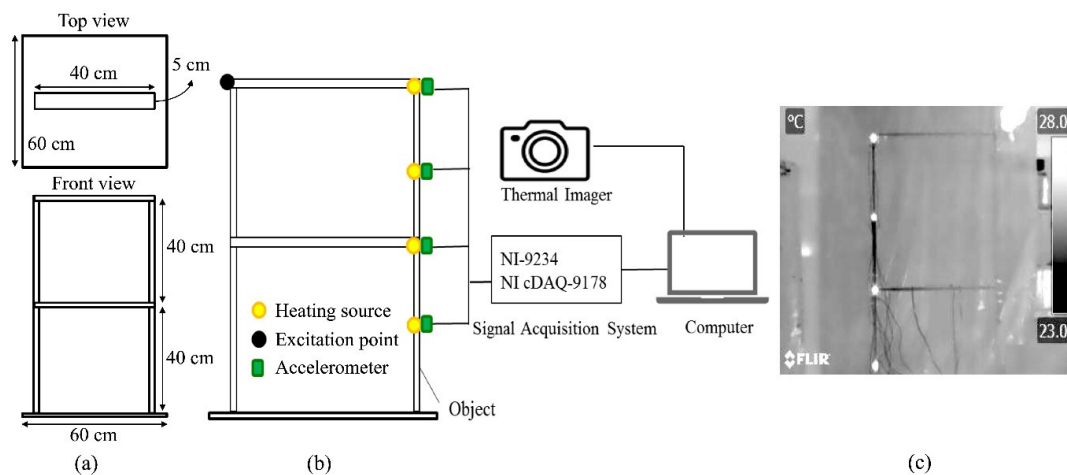 Top view
40 cm
5 cm
60 cm
Front view
40 cm
40 cm
60 cm
(a)
Heating source
Excitation point
Accelerometer
Object
(b)
Thermal Imager
NI-9234
NI cDAQ-9178
Signal Acquisition System
Computer
°C
28.0
23.0
FLIR
(c)